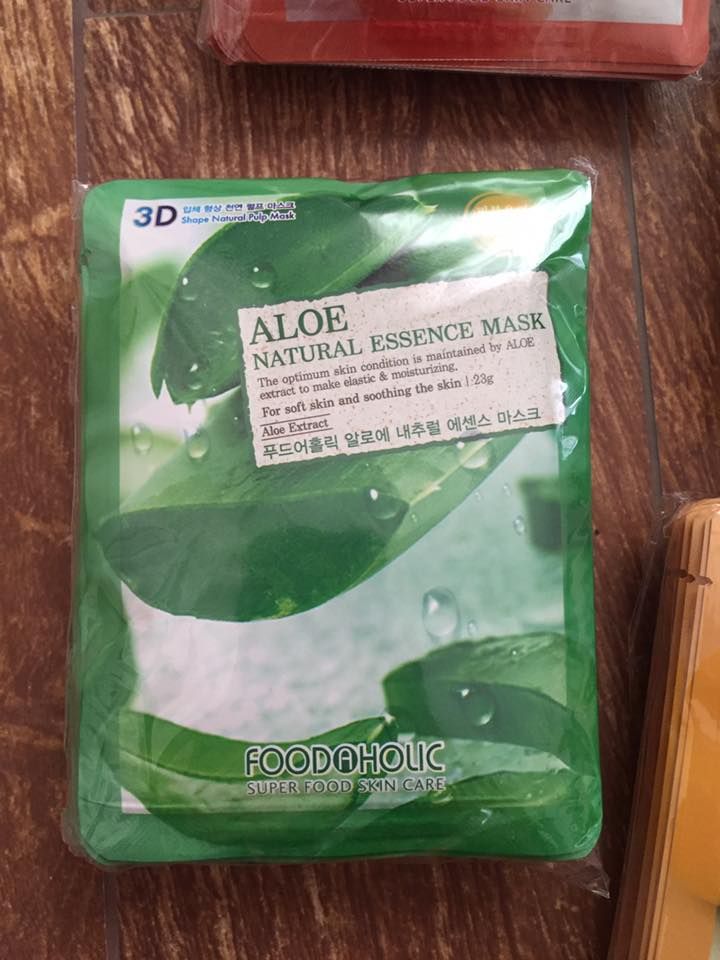 3D 입체 형상 천연 펄프 마스크
Shape Natural Pulp Mask
ALOE
NATURAL ESSENCE MASK
The optimum skin condition is maintained by ALOE
extract to make elastic & moisturizing.
For soft skin and soothing the skin | 23g
Aloe Extract
푸드어홀릭 알로에 내추럴 에센스 마스크
FOODAHOLIC
SUPER FOOD SKIN CARE